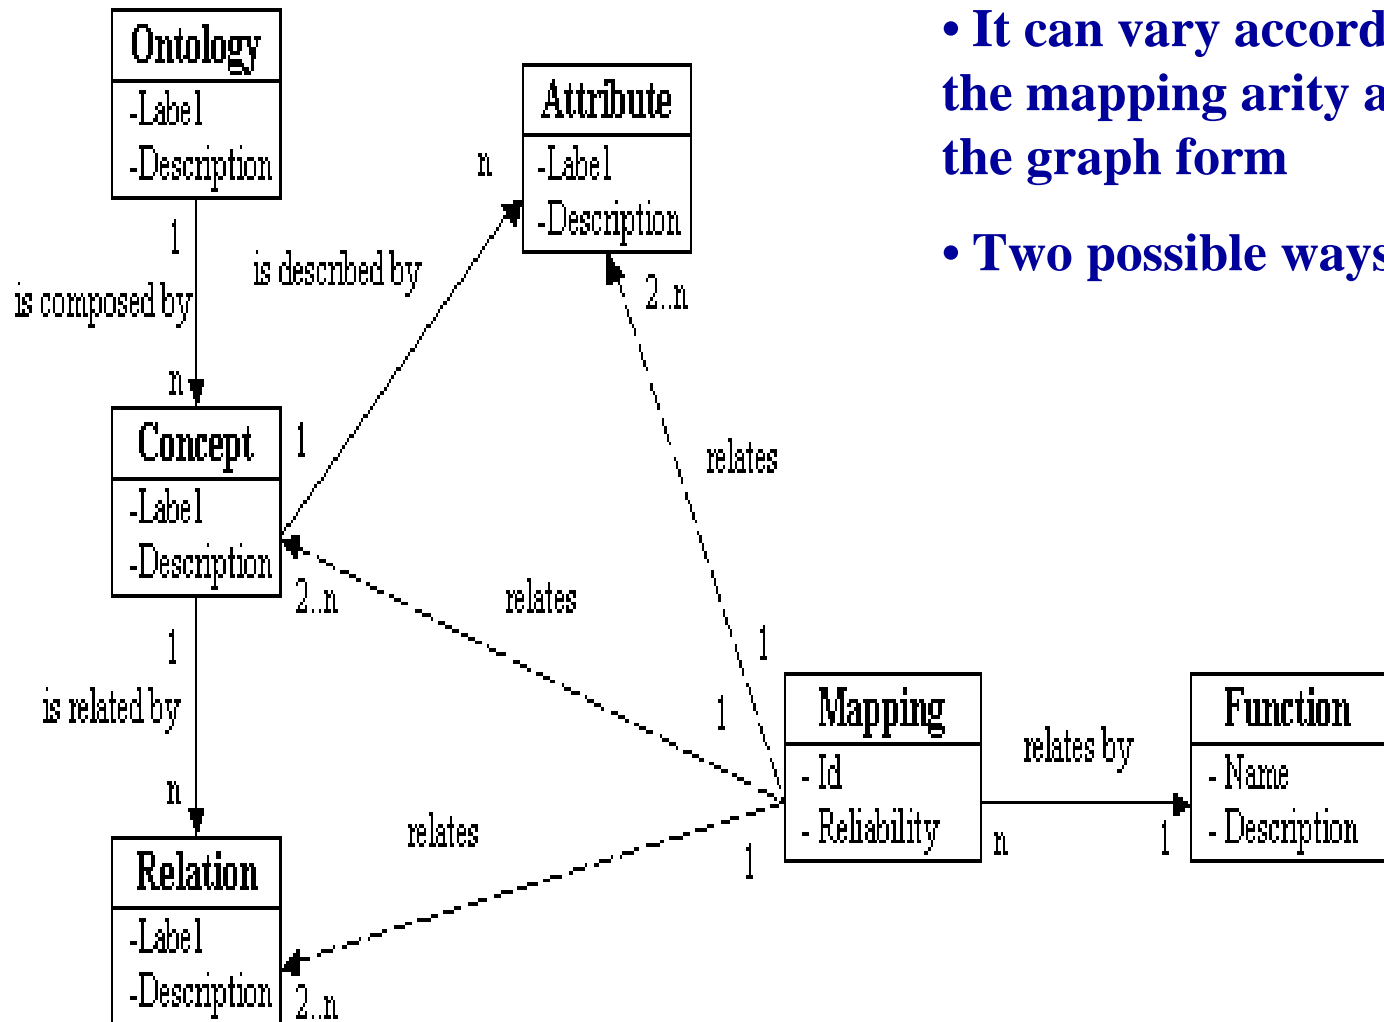 Ontology
-Label
-Description
Attribute
-Label
-Description
• It can vary accord
the mapping arity a
the graph form
• Two possible ways
1
is composed by
n
is described by
n
1
2..n
relates
1
Concept
-Label
-Description
2..n
relates
1
1
is related by
n
relates
1
2..n
Relation
-Label
-Description
Mapping
- Id
- Reliability
n
relates by
1
Function
- Name
- Description